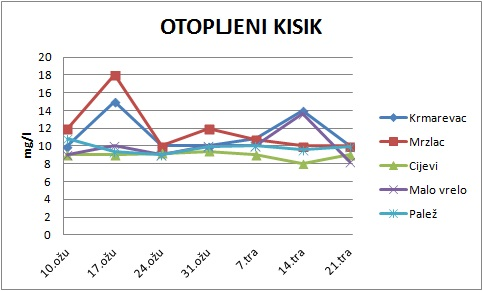 OTOPLJENI KISIK
mg/l
20
18
16
14
12
10
8
6
4
2
0
10.ožu
17.ožu
24.ožu
31.ožu
7.tra
14.tra
21.tra
Krmarevac
Mrzlac
Cijevi
Malo vrelo
Palež